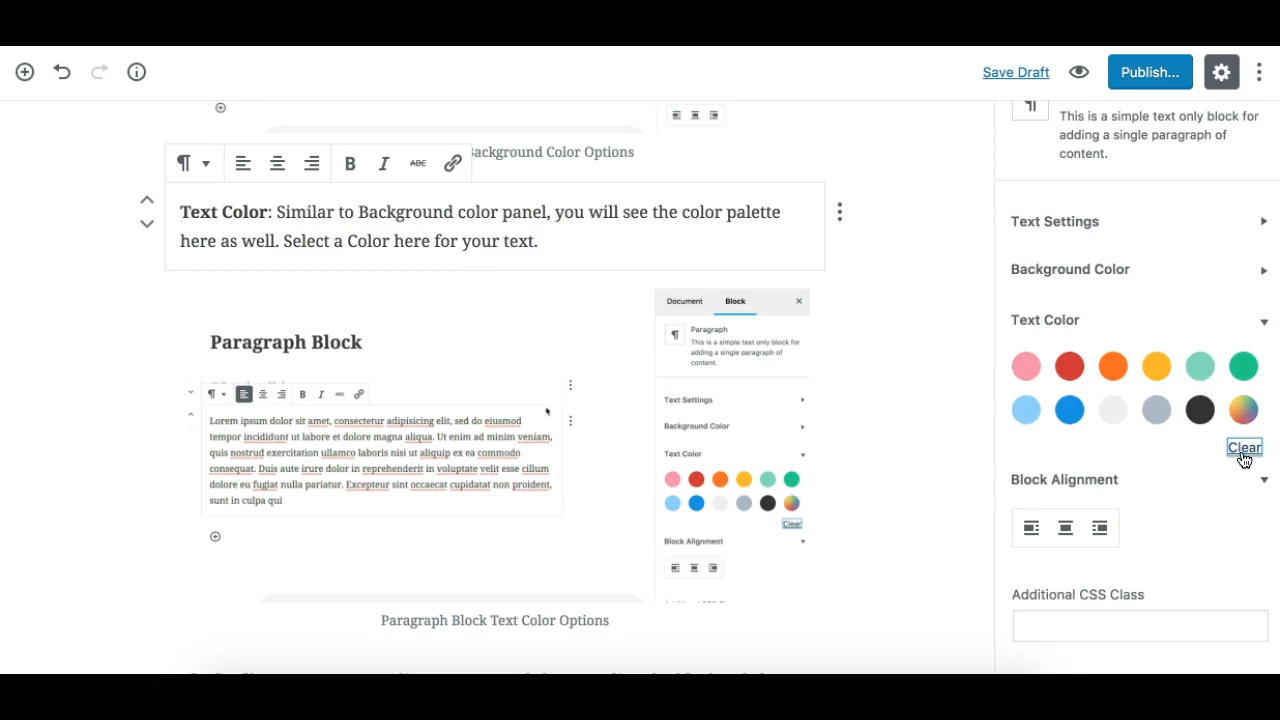 Save Draft
Publish...
This is a simple text only block for
adding a single paragraph of
content.
Background Color Options
B I ABC
Text Color: Similar to Background color panel, you will see the color palette
here as well. Select a Color here for your text.
Text Settings
Background Color
Text Color
Clear
Block Alignment
Additional CSS Class
Document Block
Paragraph
This is a simple text only block for
adding a single paragraph of
content.
Paragraph Block
B I ABC
Lorem ipsum dolor sit amet, consectetur adipisicing elit, sed do eiusmod
tempor incididunt ut labore et dolore magna aliqua. Ut enim ad minim veniam,
quis nostrud exercitation ullamco laboris nisi ut aliquip ex ea commodo
consequat. Duis aute irure dolor in reprehenderit in voluptate velit esse cillum
dolore eu fugiat nulla pariatur. Excepteur sint occaecat cupidatat non proident,
sunt in culpa qui
Text Settings
Background Color
Text Color
Clear
Block Alignment
Paragraph Block Text Color Options